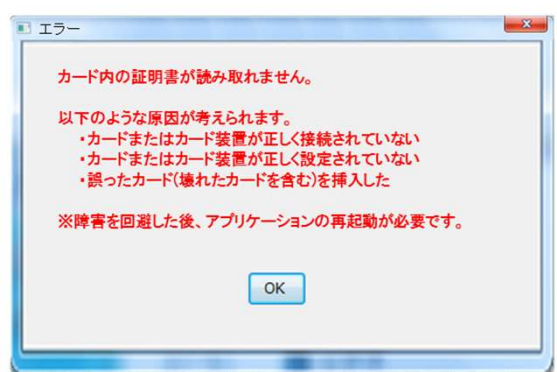 エラー
カード内の証明書が読み取れません。
以下のような原因が考えられます。
・カードまたはカード装置が正しく接続されていない
・カードまたはカード装置が正しく設定されていない
・誤ったカード(壊れたカードを含む)を挿入した
※障害を回避した後、アプリケーションの再起動が必要です。
OK